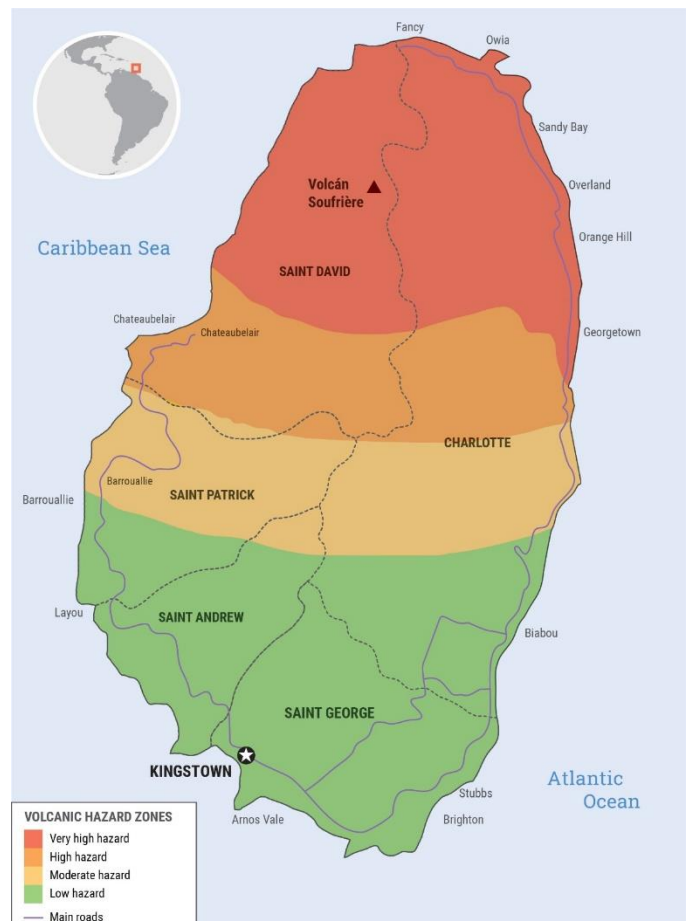 Fancy
Owia
Sandy Bay
Volcán
Soufrière
Overland
Caribbean Sea
Orange Hill
SAINT DAVID
Chateaubelair
Chateaubelair
Georgetown
CHARLOTTE
Barrouallie
Barrouallie
SAINT PATRICK
Layou
SAINT ANDREW
Biabou
SAINT GEORGE
KINGSTOWN
Atlantic
Ocean
Stubbs
Arnos Vale
Brighton
VOLCANIC HAZARD ZONES
Very high hazard
High hazard
Moderate hazard
Low hazard
Main roads